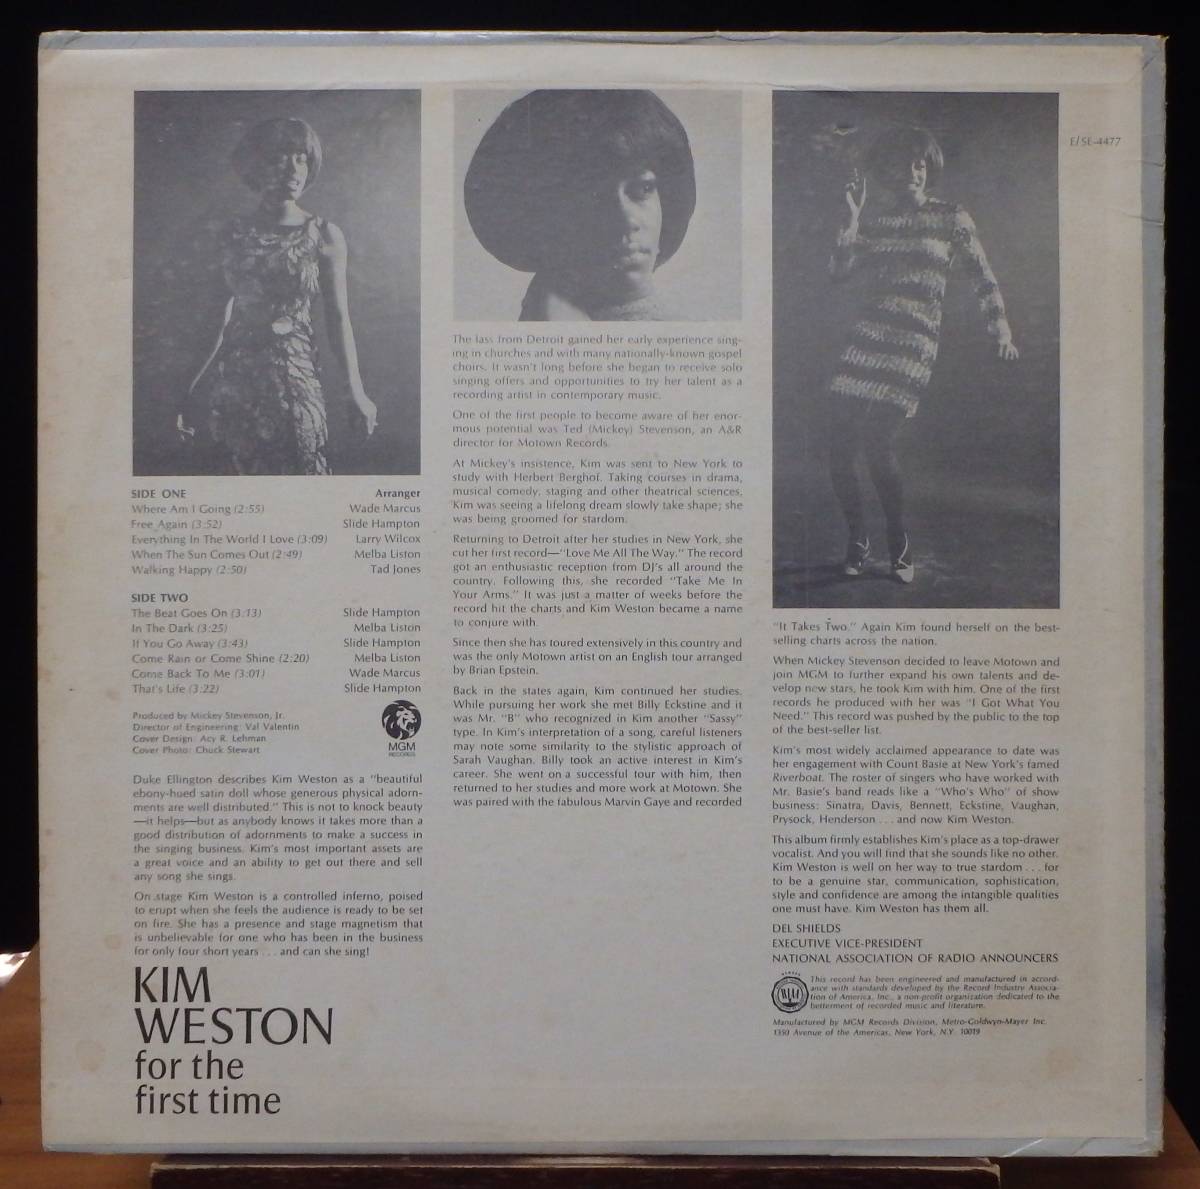 E/SE-4477
SIDE ONE Arranger
Where Am I Going (2:55) Wade Marcus
Free Again (3:52) Slide Hampton
Everything In The World I Love (3:09) Larry Wilcox
When The Sun Comes Out (2:49) Melba Liston
Walking Happy (2:50) Tad Jones
SIDE TWO
The Beat Goes On (3:13) Slide Hampton
In The Dark (3:25) Melba Liston
If You Go Away (3:43) Slide Hampton
Come Rain or Come Shine (2:20) Melba Liston
Come Back To Me (3:01) Wade Marcus
That's Life (3:22) Slide Hampton
Produced by Mickey Stevenson, Jr.
Director of Engineering: Val Valentin
Cover Design: Acy R. Lehman
Cover Photo: Chuck Stewart
MGM
RECORDS
Duke Ellington describes Kim Weston as a "beautiful
ebony-hued satin doll whose generous physical adorn-
ments are well distributed." This is not to knock beauty
—it helps—but as anybody knows it takes more than a
good distribution of adornments to make a success in
the singing business. Kim's most important assets are
a great voice and an ability to get out there and sell
any song she sings.
On stage Kim Weston is a controlled inferno, poised
to erupt when she feels the audience is ready to be set
on fire. She has a presence and stage magnetism that
is unbelievable for one who has been in the business
for only four short years . . . and can she sing!
KIM
WESTON
for the
first time
The lass from Detroit gained her early experience sing-
ing in churches and with many nationally-known gospel
choirs. It wasn't long before she began to receive solo
singing offers and opportunities to try her talent as a
recording artist in contemporary music.
One of the first people to become aware of her enor-
mous potential was Ted (Mickey) Stevenson, an A&R
director for Motown Records.
At Mickey's insistence, Kim was sent to New York to
study with Herbert Berghof. Taking courses in drama,
musical comedy, staging and other theatrical sciences,
Kim was seeing a lifelong dream slowly take shape; she
was being groomed for stardom.
Returning to Detroit after her studies in New York, she
cut her first record—"Love Me All The Way." The record
got an enthusiastic reception from DJ's all around the
country. Following this, she recorded "Take Me In
Your Arms." It was just a matter of weeks before the
record hit the charts and Kim Weston became a name
to conjure with.
Since then she has toured extensively in this country and
was the only Motown artist on an English tour arranged
by Brian Epstein.
Back in the states again, Kim continued her studies.
While pursuing her work she met Billy Eckstine and it
was Mr. "B" who recognized in Kim another "Sassy"
type. In Kim's interpretation of a song, careful listeners
may note some similarity to the stylistic approach of
Sarah Vaughan. Billy took an active interest in Kim's
career. She went on a successful tour with him, then
returned to her studies and more work at Motown. She
was paired with the fabulous Marvin Gaye and recorded
"It Takes Two." Again Kim found herself on the best-
selling charts across the nation.
When Mickey Stevenson decided to leave Motown and
join MGM to further expand his own talents and de-
velop new stars, he took Kim with him. One of the first
records he produced with her was "I Got What You
Need." This record was pushed by the public to the top
of the best-seller list.
Kim's most widely acclaimed appearance to date was
her engagement with Count Basie at New York's famed
Riverboat. The roster of singers who have worked with
Mr. Basie's band reads like a "Who's Who" of show
business: Sinatra, Davis, Bennett, Eckstine, Vaughan,
Prysock, Henderson . . . and now Kim Weston.
This album firmly establishes Kim's place as a top-drawer
vocalist. And you will find that she sounds like no other.
Kim Weston is well on her way to true stardom . . . for
to be a genuine star, communication, sophistication,
style and confidence are among the intangible qualities
one must have. Kim Weston has them all.
DEL SHIELDS
EXECUTIVE VICE-PRESIDENT
NATIONAL ASSOCIATION OF RADIO ANNOUNCERS
This record has been engineered and manufactured in accord-
ance with standards developed by the Record Industry Associa-
tion of America, Inc., a non-profit organization dedicated to the
betterment of recorded music and literature.
Manufactured by MGM Records Division, Metro-Goldwyn-Mayer Inc.
1350 Avenue of the Americas, New York, N.Y. 10019